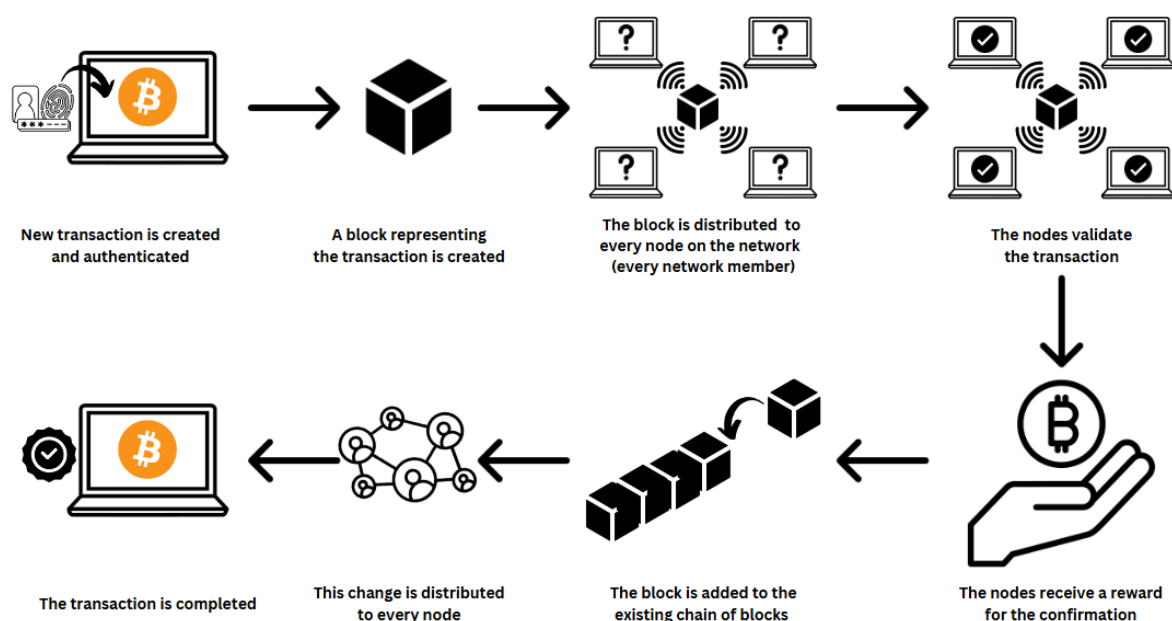 New transaction is created
and authenticated
A block representing
the transaction is created
The block is distributed to
every node on the network
(every network member)
The nodes validate
the transaction
The nodes receive a reward
for the confirmation
The block is added to the
existing chain of blocks
This change is distributed
to every node
The transaction is completed